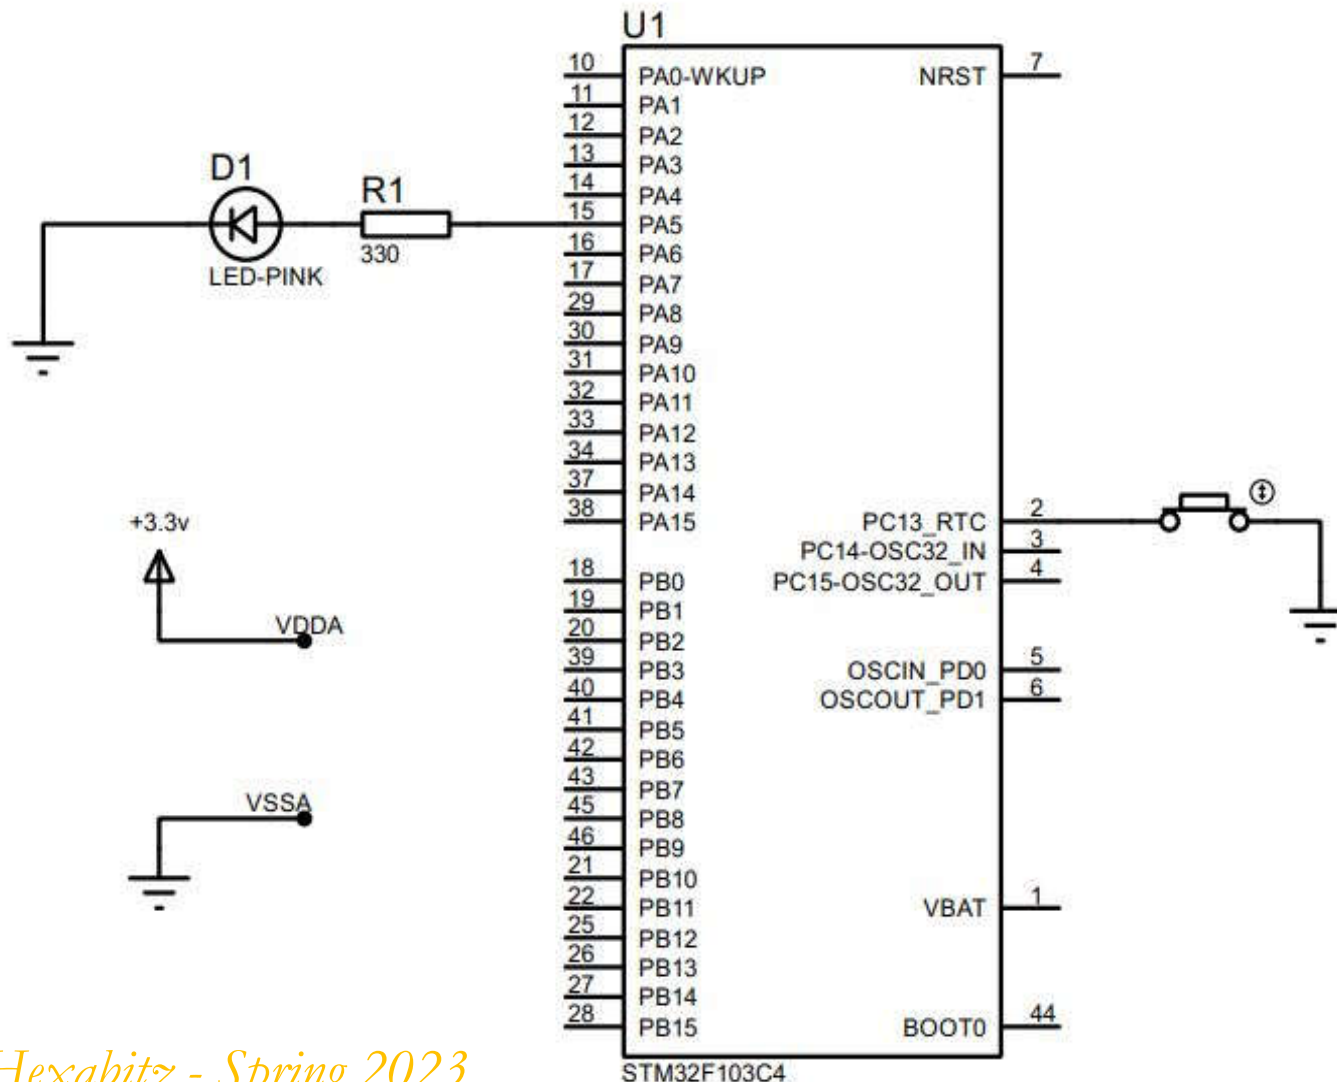 U1
10 PA0-WKUP NRST 7
11 PA1
12 PA2
13 PA3
14 PA4
15 PA5
16 PA6
17 PA7
29 PA8
30 PA9
31 PA10
32 PA11
33 PA12
34 PA13
37 PA14
38 PA15 PC13_RTC 2
PC14-OSC32_IN 3
18 PB0 PC15-OSC32_OUT 4
19 PB1
20 PB2
39 PB3 OSCIN_PD0 5
40 PB4 OSCOUT_PD1 6
41 PB5
42 PB6
43 PB7
45 PB8
46 PB9
21 PB10
22 PB11 VBAT 1
25 PB12
26 PB13
27 PB14
28 PB15 BOOT0 44
STM32F103C4
D1
LED-PINK
R1
330
+3.3v
VDDA
VSSA
Hexabitz - Spring 2023